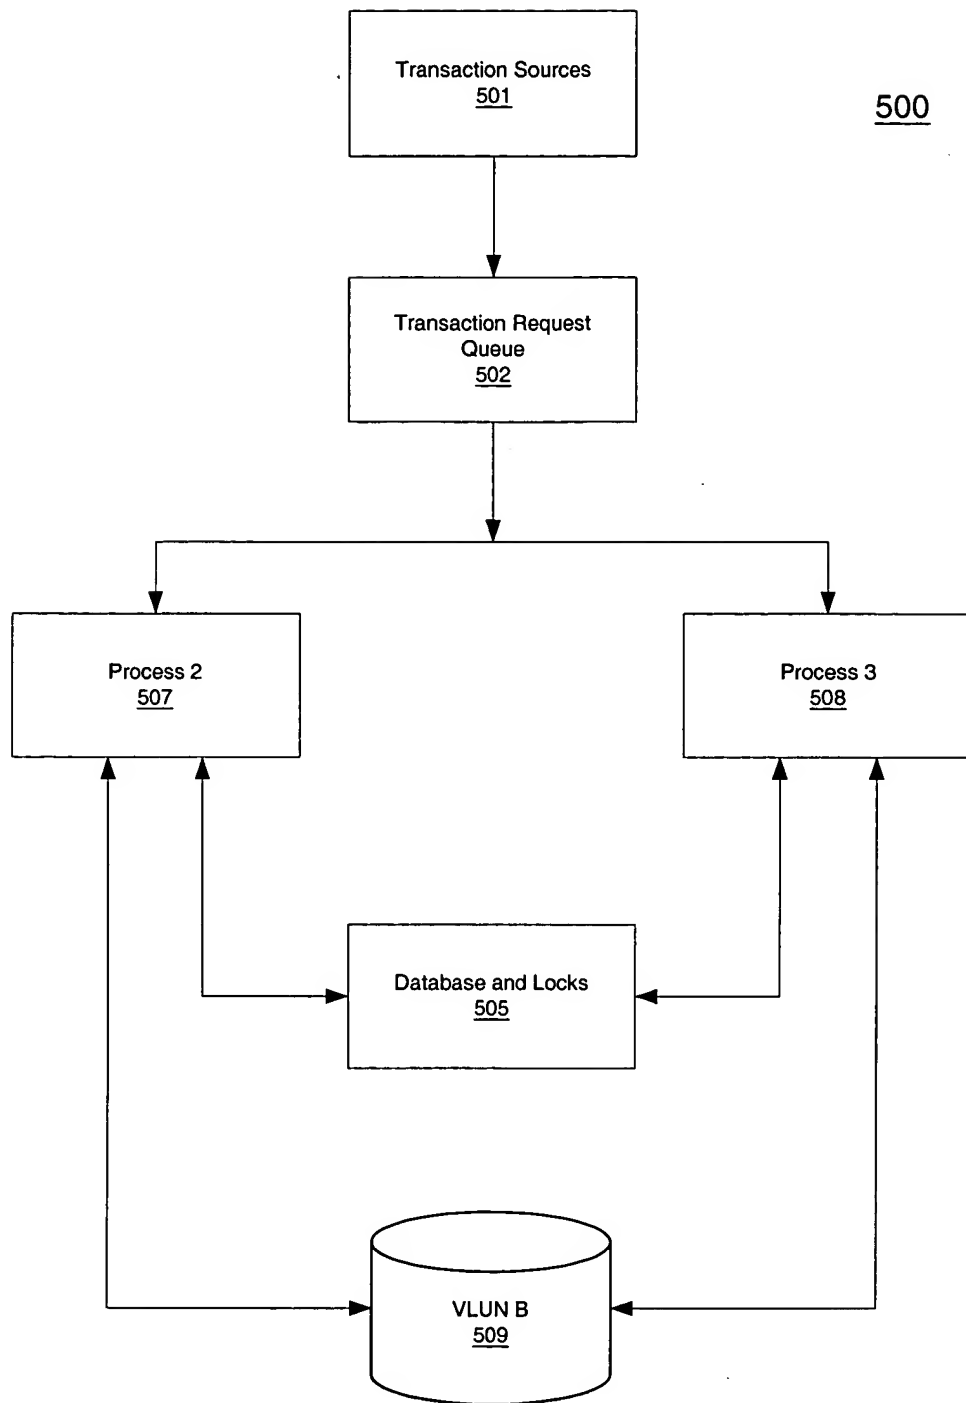 Transaction Sources
501
500
Transaction Request
Queue
502
Process 2
507
Process 3
508
Database and Locks
505
VLUN B
509